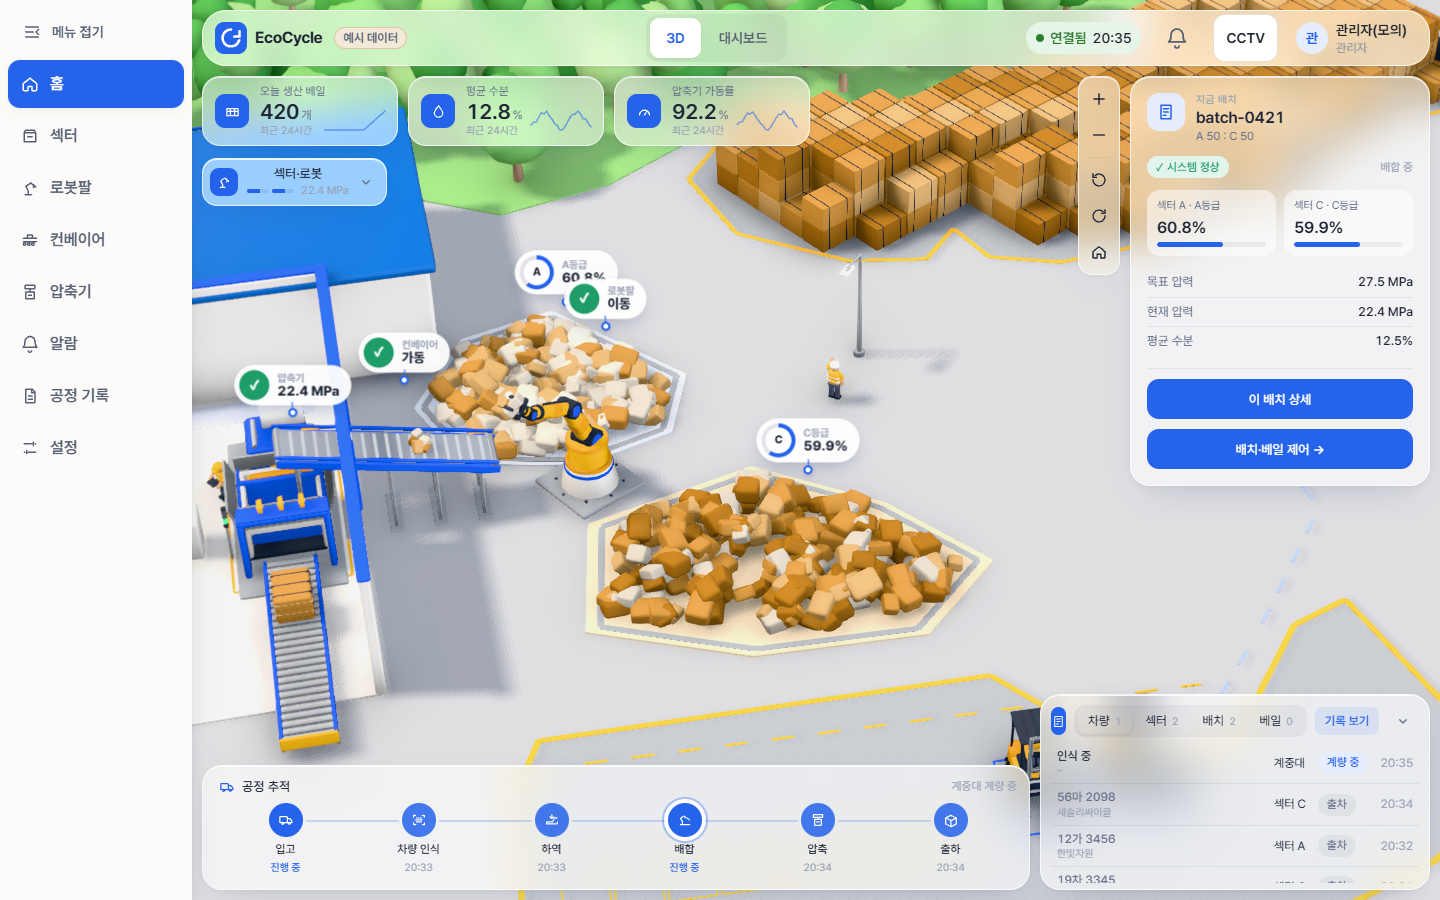 메뉴 접기
홈
섹터
로봇팔
컨베이어
압축기
알람
공정 기록
설정
EcoCycle
예시 데이터
3D
대시보드
연결됨 20:35
CCTV
관
관리자(모의)
관리자
오늘 생산 베일
420 개
최근 24시간
평균 수분
12.8 %
최근 24시간
압축기 가동률
92.2 %
최근 24시간
섹터·로봇
22.4 MPa
지금 배치
batch-0421
A 50 : C 50
✓ 시스템 정상
배합 중
섹터 A · A등급
60.8%
섹터 C · C등급
59.9%
목표 압력
27.5 MPa
현재 압력
22.4 MPa
평균 수분
12.5%
이 배치 상세
배치·베일 제어 →
A
A등급
60.8%
로봇팔
이동
컨베이어
가동
압축기
22.4 MPa
C
C등급
59.9%
공정 추적
계중대 계량 중
입고
진행 중
차량 인식
20:33
하역
20:33
배합
진행 중
압축
20:34
출하
20:34
차량 1
섹터 2
배치 2
베일 0
기록 보기
인식 중
–
계중대
계량 중
20:35
56마 2098
새솔리싸이클
섹터 C
출차
20:34
12가 3456
한빛자원
섹터 A
출차
20:32
19차 3345